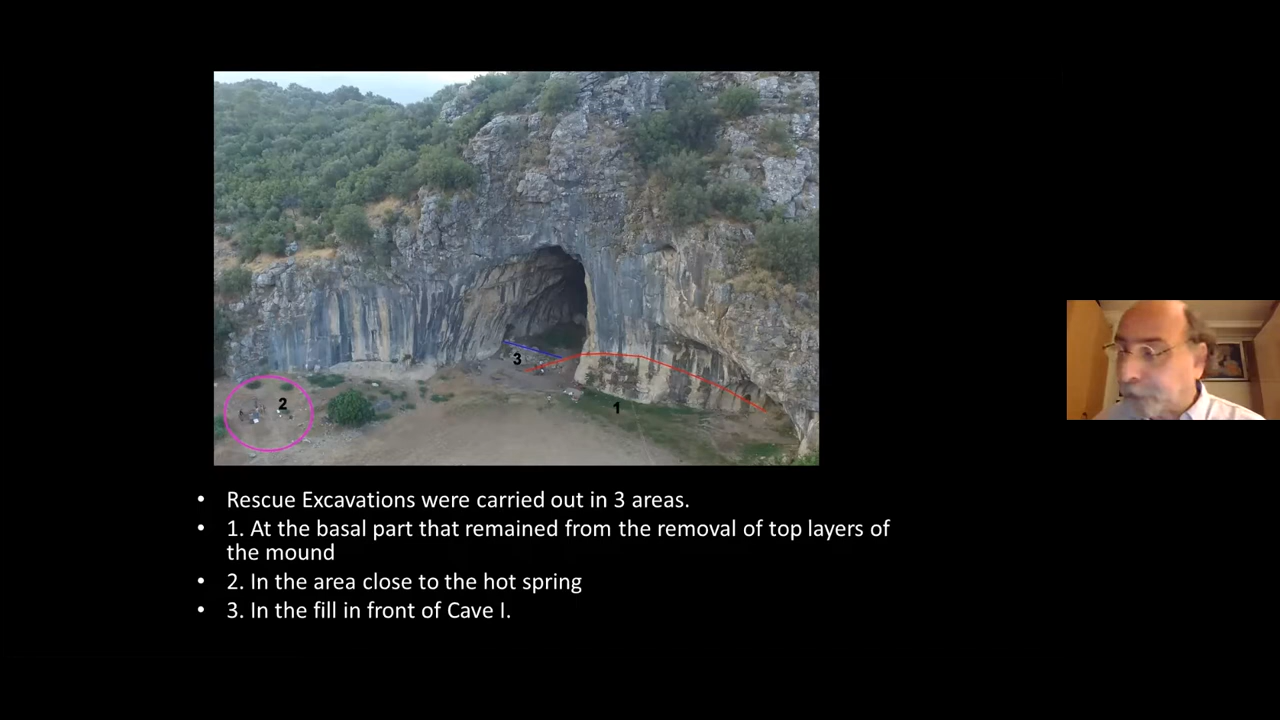 3
2
1
• Rescue Excavations were carried out in 3 areas.
• 1. At the basal part that remained from the removal of top layers of
the mound
• 2. In the area close to the hot spring
• 3. In the fill in front of Cave I.